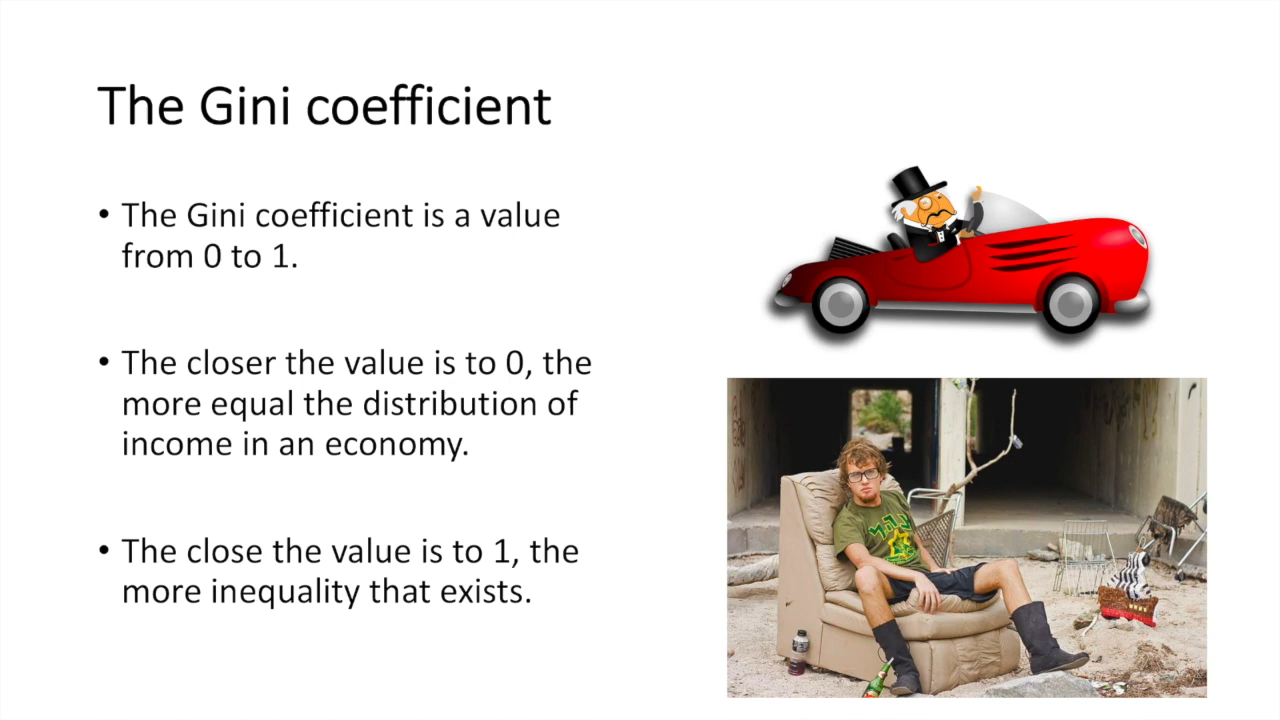 The Gini coefficient
• The Gini coefficient is a value
from 0 to 1.
• The closer the value is to 0, the
more equal the distribution of
income in an economy.
• The close the value is to 1, the
more inequality that exists.